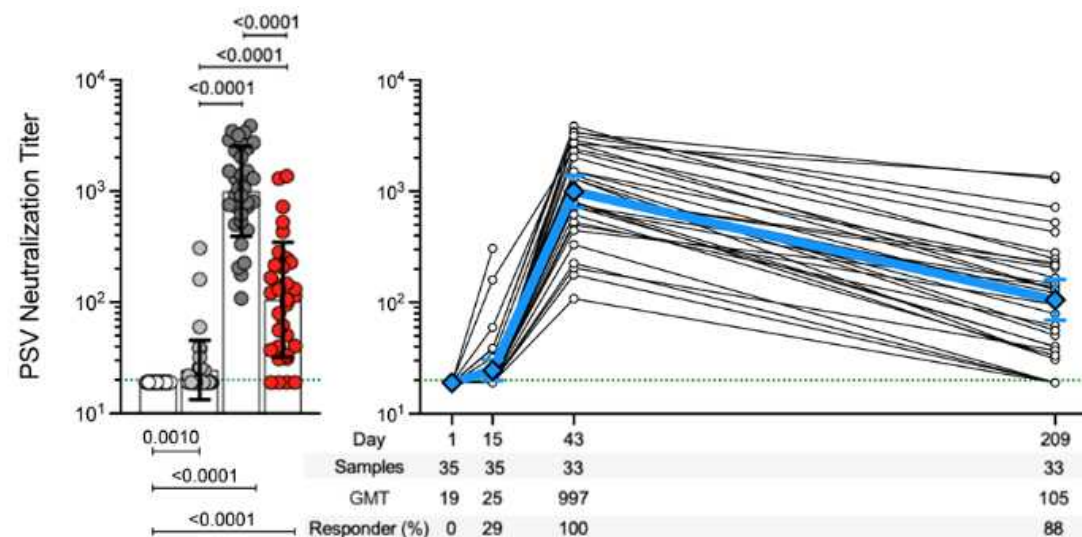 <0.0001
<0.0001
<0.0001
PSV Neutralization Titer
10⁴
10³
10²
10¹
0.0010
<0.0001
<0.0001
10⁴
10³
10²
10¹
Day 1 15 43 209
Samples 35 35 33 33
GMT 19 25 997 105
Responder (%) 0 29 100 88